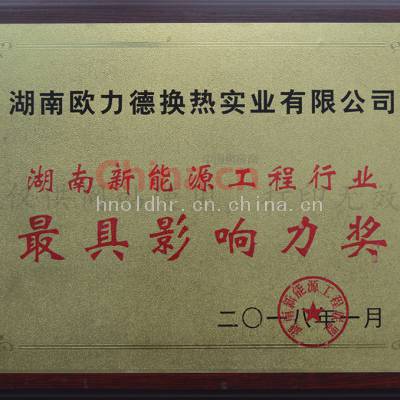 湖南欧力德换热实业有限公司
湖南新能源工程行业
hnoldhr.cn.china.cn
最具影响力奖
二〇一八年一月